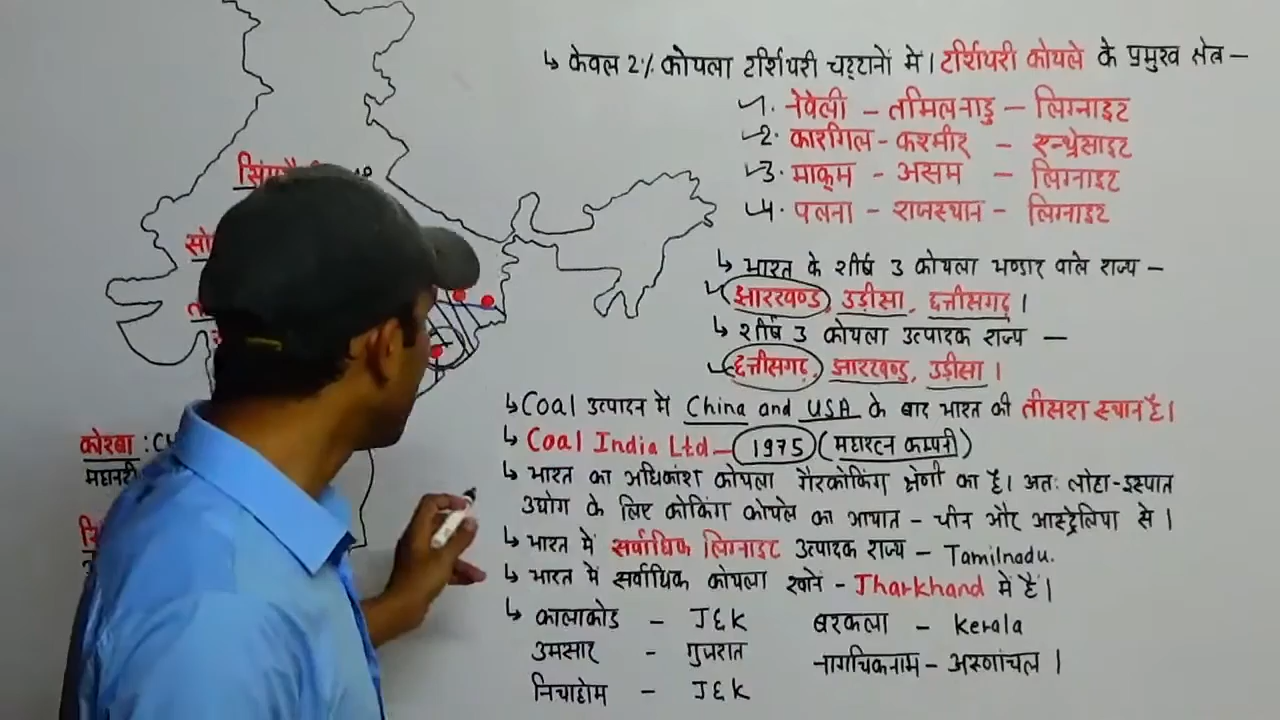 ↳ केवल 2% कोयला टर्शियरी चट्टानों में। टर्शियरी कोयले के प्रमुख क्षेत्र –
1. नेवेली – तमिलनाडु – लिग्नाइट
2. कारगिल – कश्मीर – एन्थ्रेसाइट
3. माकूम – असम – लिग्नाइट
4. पलना – राजस्थान – लिग्नाइट
↳ भारत के शीर्ष 3 कोयला भण्डार वाले राज्य –
झारखण्ड, उड़ीसा, छत्तीसगढ़।
↳ शीर्ष 3 कोयला उत्पादक राज्य –
छत्तीसगढ़, झारखण्ड, उड़ीसा।
↳ Coal उत्पादन में China and USA के बाद भारत की तीसरा स्थान है।
↳ Coal India Ltd – 1975 (महारत्न कम्पनी)
↳ भारत का अधिकांश कोयला गैरकोकिंग श्रेणी का है। अतः लोहा-इस्पात
उद्योग के लिए कोकिंग कोयले का आयात – चीन और आस्ट्रेलिया से।
↳ भारत में सर्वाधिक लिग्नाइट उत्पादक राज्य – Tamilnadu.
↳ भारत में सर्वाधिक कोयला खाने – Jharkhand में है।
↳ कालाकोड – J&K बरकला – Kerala
उमसार – गुजरात नागचिकनाम – अरुणांचल।
निचाहोम – J&K
कोरबा :